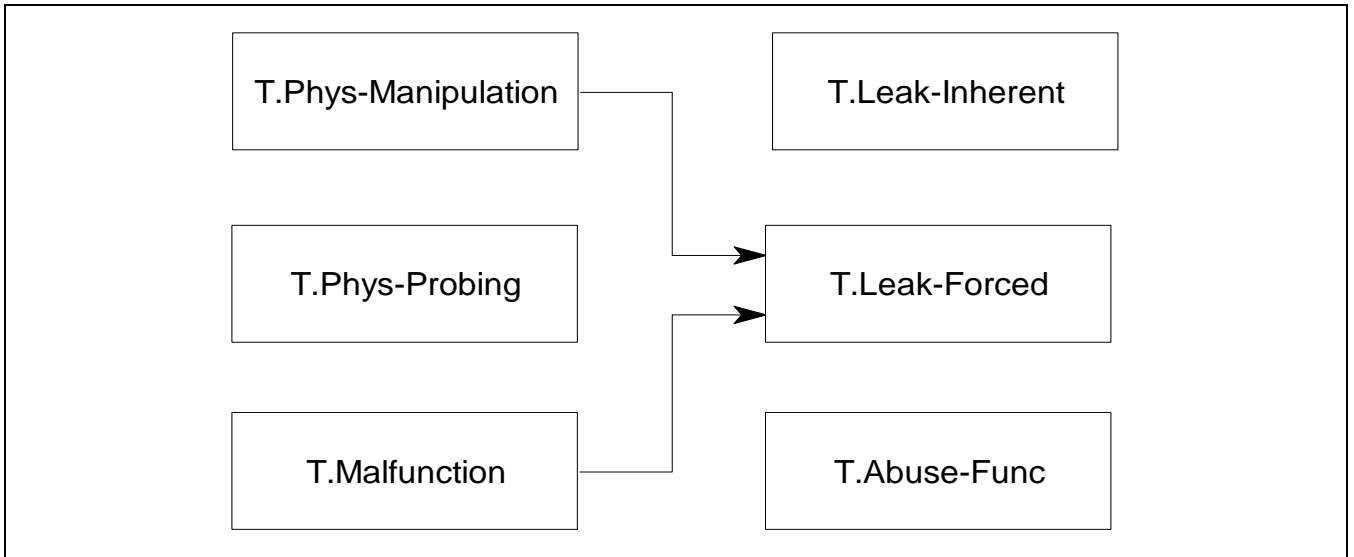 T.Phys-Manipulation
T.Leak-Inherent
T.Phys-Probing
T.Leak-Forced
T.Malfunction
T.Abuse-Func